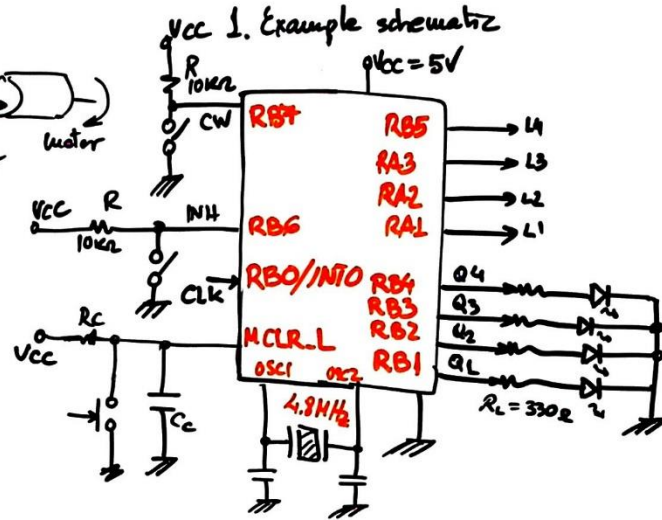 Vcc 1. Example schematic
R
10kΩ
Vcc = 5V
motor
CW
RB7
RB5
L4
RA3
L3
RA2
L2
Vcc
R
INH
RB6
RA1
L1
10kΩ
CLK
RB0/INT0
RB4
Q4
RB3
Q3
Rc
RB2
Q2
Vcc
MCLR_L
RB1
Q1
OSC1
OSC2
Cc
4.8MHz
RL = 330Ω